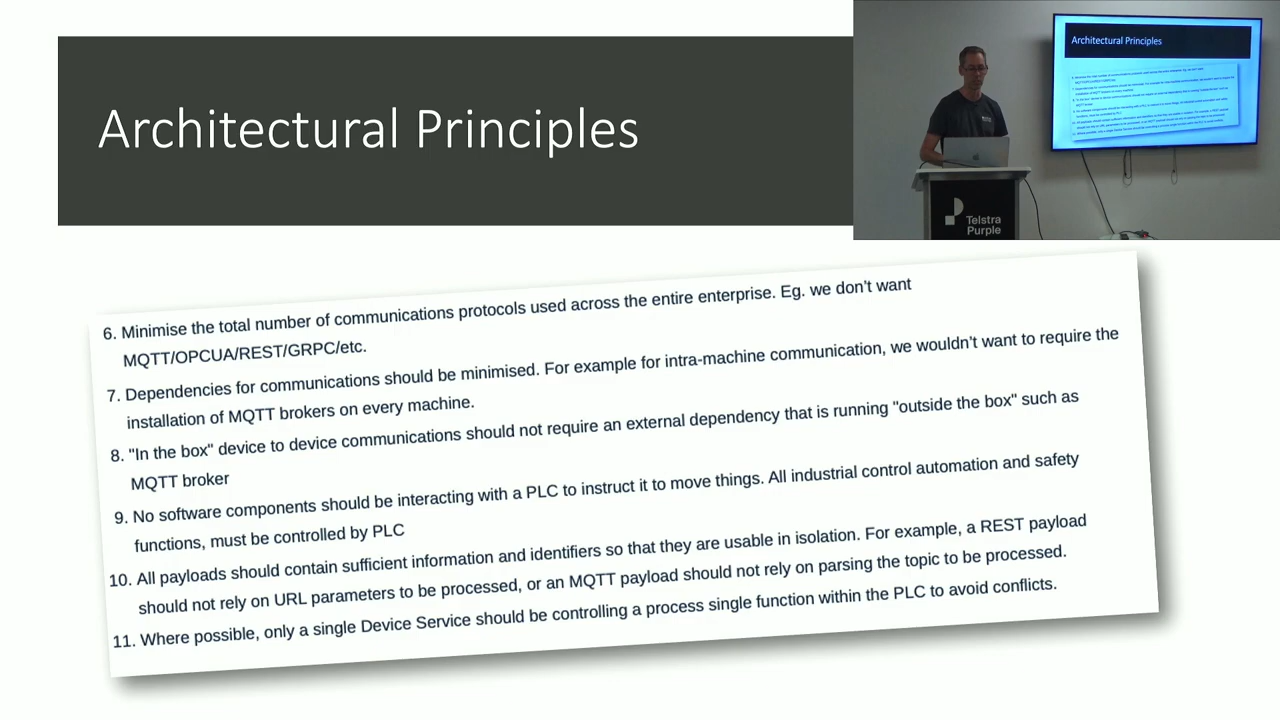 Architectural Principles
Architectural Principles
Telstra
Purple
6. Minimise the total number of communications protocols used across the entire enterprise. Eg. we don't want
MQTT/OPCUA/REST/GRPC/etc.
7. Dependencies for communications should be minimised. For example for intra-machine communication, we wouldn't want to require the
installation of MQTT brokers on every machine.
8. "In the box" device to device communications should not require an external dependency that is running "outside the box" such as
MQTT broker
9. No software components should be interacting with a PLC to instruct it to move things. All industrial control automation and safety
functions, must be controlled by PLC
10. All payloads should contain sufficient information and identifiers so that they are usable in isolation. For example, a REST payload
should not rely on URL parameters to be processed, or an MQTT payload should not rely on parsing the topic to be processed.
11. Where possible, only a single Device Service should be controlling a process single function within the PLC to avoid conflicts.